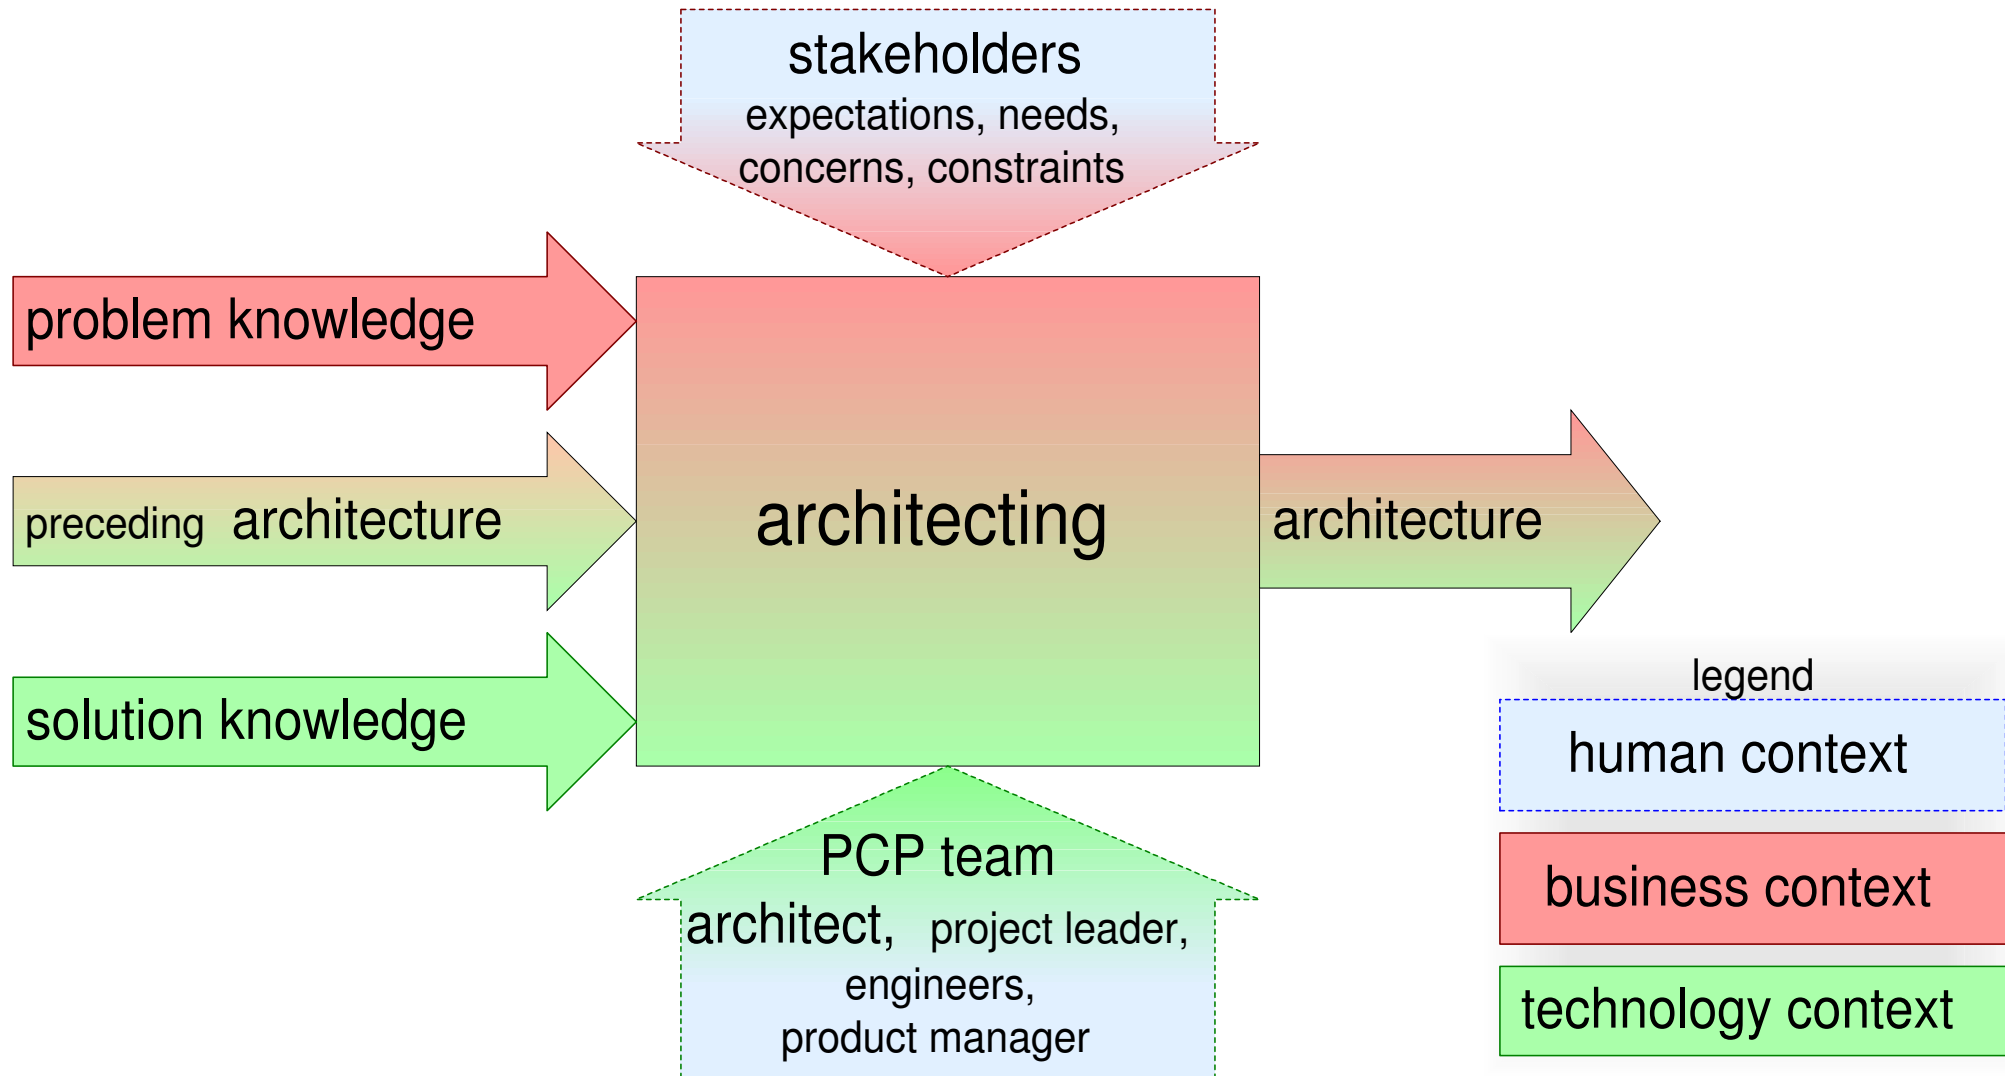 stakeholders
expectations, needs,
concerns, constraints
problem knowledge
preceding architecture
solution knowledge
architecting
architecture
PCP team
architect, project leader,
engineers,
product manager
legend
human context
business context
technology context